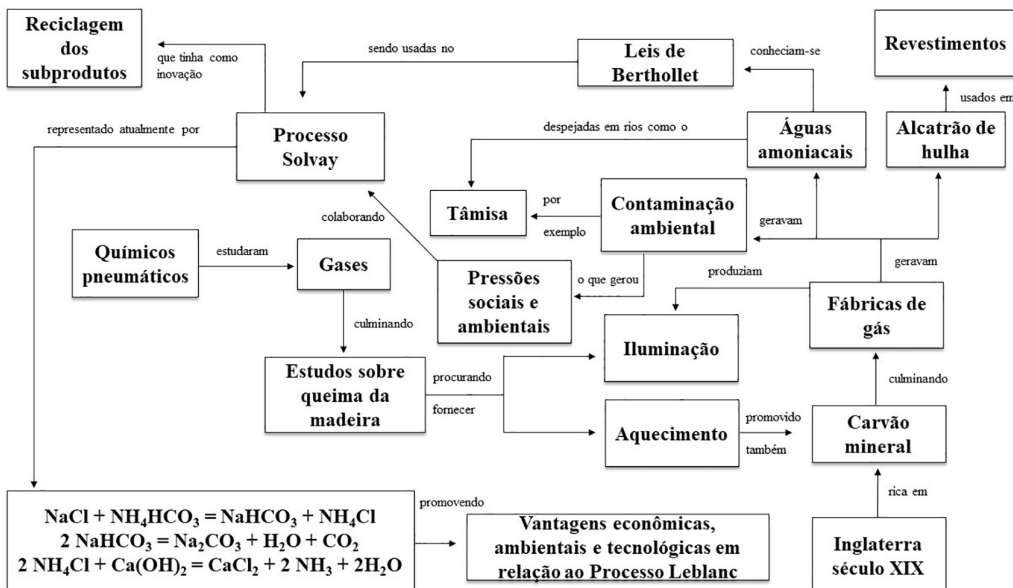 Reciclagem
dos
subprodutos
que tinha como
inovação
sendo usadas no
Leis de
Berthollet
conheciam-se
Revestimentos
usados em
representado atualmente por
Processo
Solvay
despejadas em rios como o
Águas
amoniacais
Alcatrão de
hulha
colaborando
Tâmisa
por
exemplo
Contaminação
ambiental
geravam
geravam
Químicos
pneumáticos
estudaram
Gases
Pressões
sociais e
ambientais
o que gerou
produziam
Fábricas de
gás
culminando
Iluminação
culminando
Estudos sobre
queima da
madeira
procurando
fornecer
Aquecimento
promovido
também
Carvão
mineral
rica em
NaCl + NH₄HCO₃ = NaHCO₃ + NH₄Cl
2 NaHCO₃ = Na₂CO₃ + H₂O + CO₂
2 NH₄Cl + Ca(OH)₂ = CaCl₂ + 2 NH₃ + 2H₂O
promovendo
Vantagens econômicas,
ambientais e tecnológicas em
relação ao Processo Leblanc
Inglaterra
século XIX